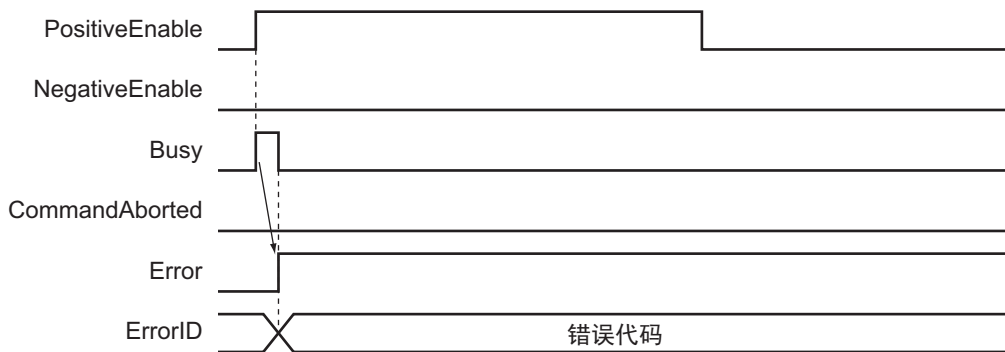 PositiveEnable
NegativeEnable
Busy
CommandAborted
Error
ErrorID
错误代码